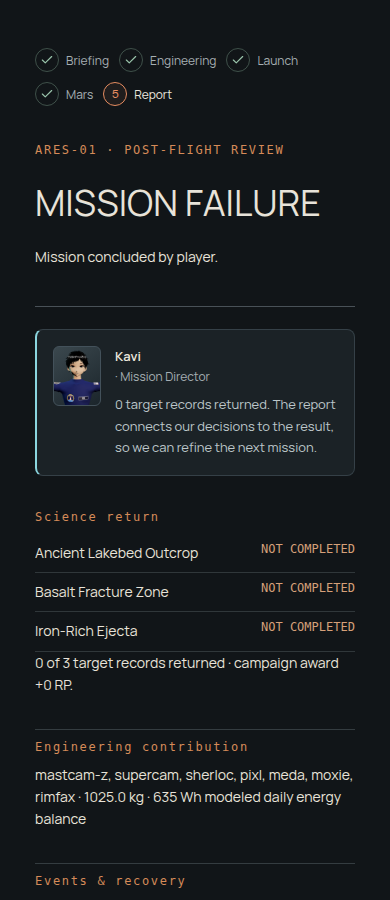 Briefing Engineering Launch
Mars 5 Report
ARES-01 · POST-FLIGHT REVIEW
MISSION FAILURE
Mission concluded by player.
Kavi
· Mission Director
0 target records returned. The report
connects our decisions to the result,
so we can refine the next mission.
Science return
Ancient Lakebed Outcrop NOT COMPLETED
Basalt Fracture Zone NOT COMPLETED
Iron-Rich Ejecta NOT COMPLETED
0 of 3 target records returned · campaign award
+0 RP.
Engineering contribution
mastcam-z, supercam, sherloc, pixl, meda, moxie,
rimfax · 1025.0 kg · 635 Wh modeled daily energy
balance
Events & recovery